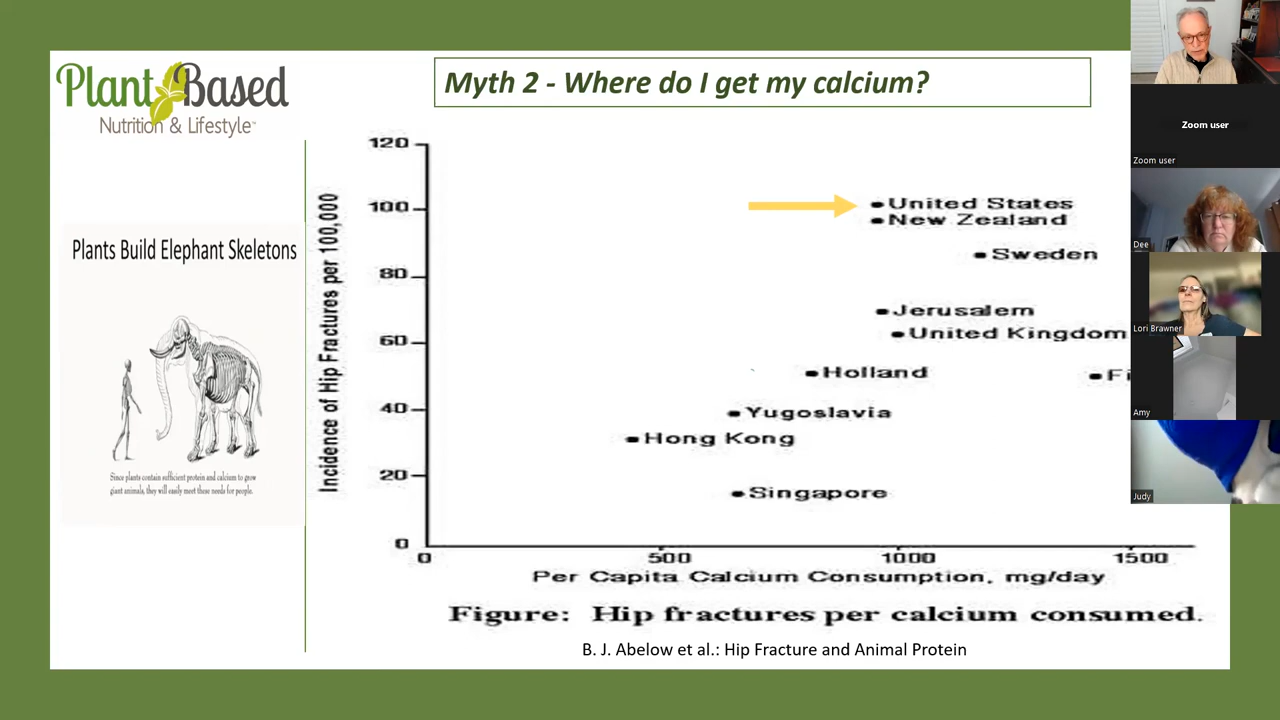 Plant Based
Nutrition & Lifestyle™
Myth 2 - Where do I get my calcium?
Plants Build Elephant Skeletons
Since plants contain sufficient protein and calcium to grow
giant animals, they will easily meet these needs for people.
Incidence of Hip Fractures per 100,000
120
100
80
60
40
20
0
United States
New Zealand
Sweden
Jerusalem
United Kingdom
Holland
Fi
Yugoslavia
Hong Kong
Singapore
0
500
1000
1500
Per Capita Calcium Consumption, mg/day
Figure: Hip fractures per calcium consumed.
B. J. Abelow et al.: Hip Fracture and Animal Protein
Zoom user
Zoom user
Dee
Lori Brawner
Amy
Judy